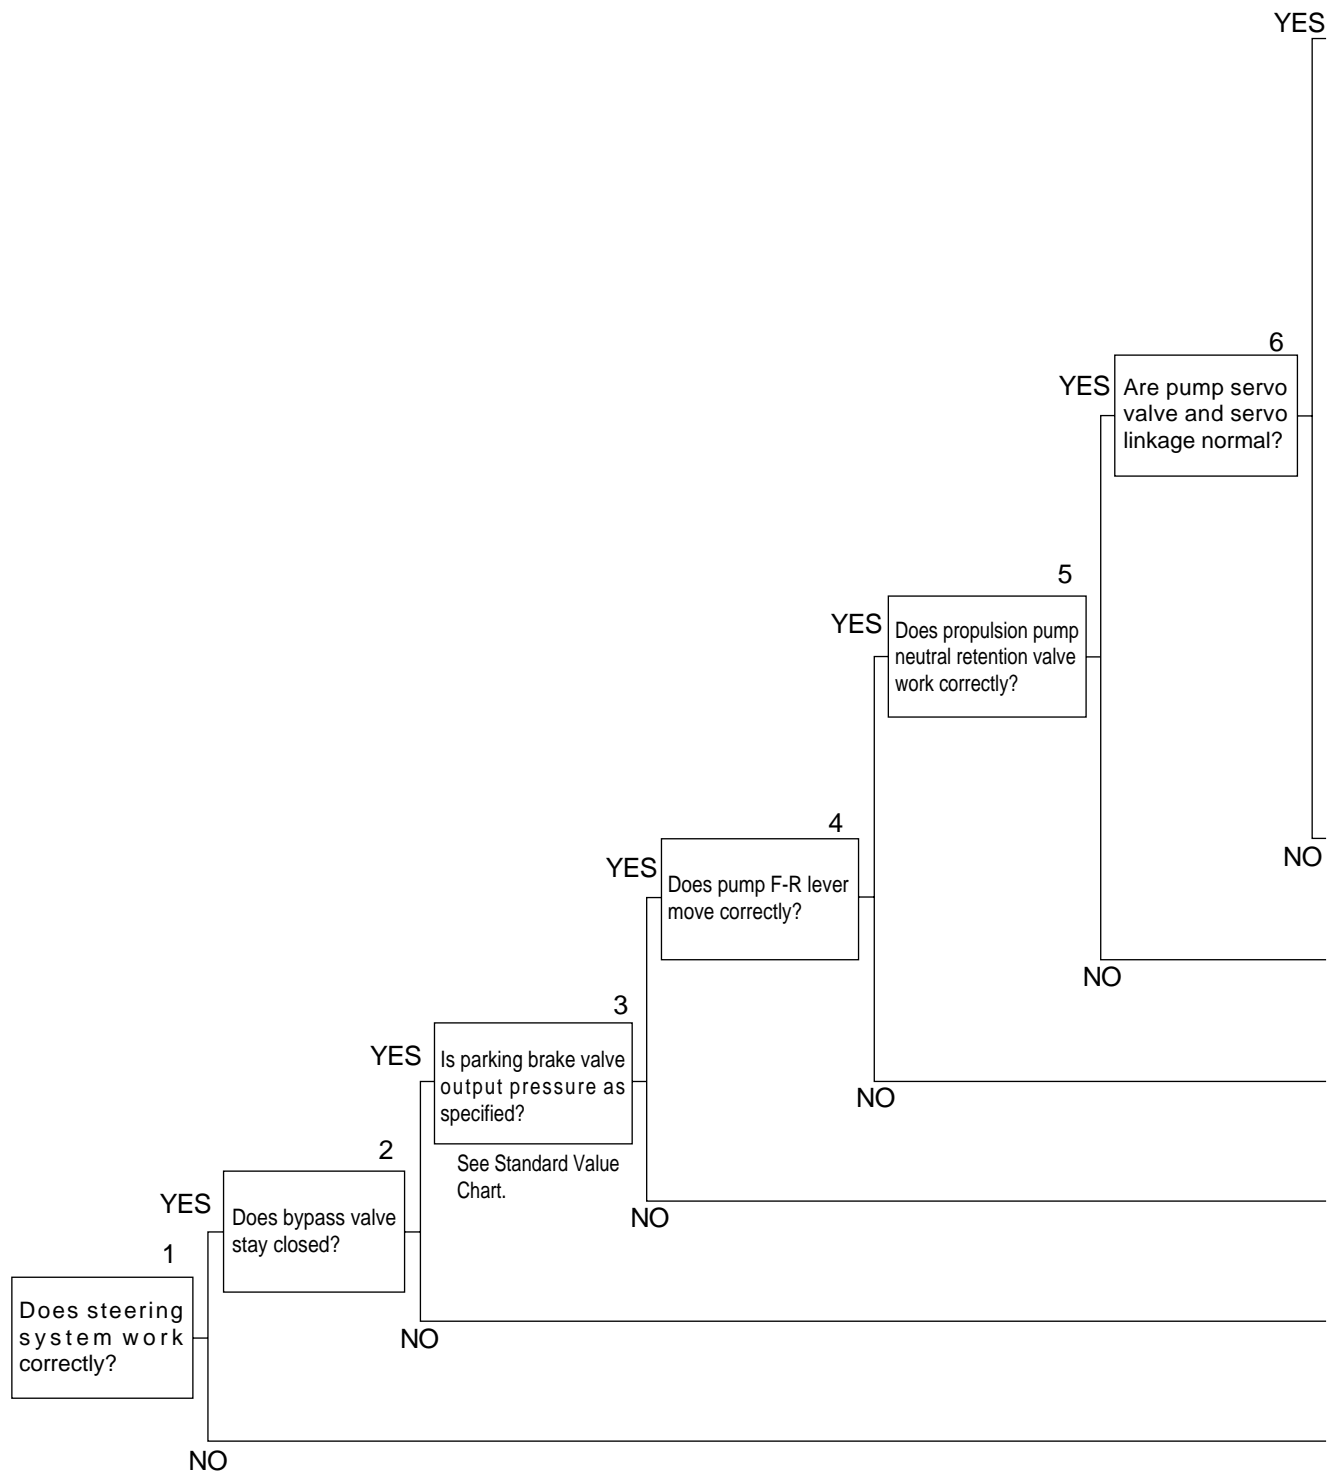 YES
6
YES
Are pump servo
valve and servo
linkage normal?
5
YES
Does propulsion pump
neutral retention valve
work correctly?
4
YES
Does pump F-R lever
move correctly?
NO
NO
3
YES
Is parking brake valve
output pressure as
specified?
See Standard Value
Chart.
NO
2
YES
Does bypass valve
stay closed?
NO
1
Does steering
system work
correctly?
NO
NO